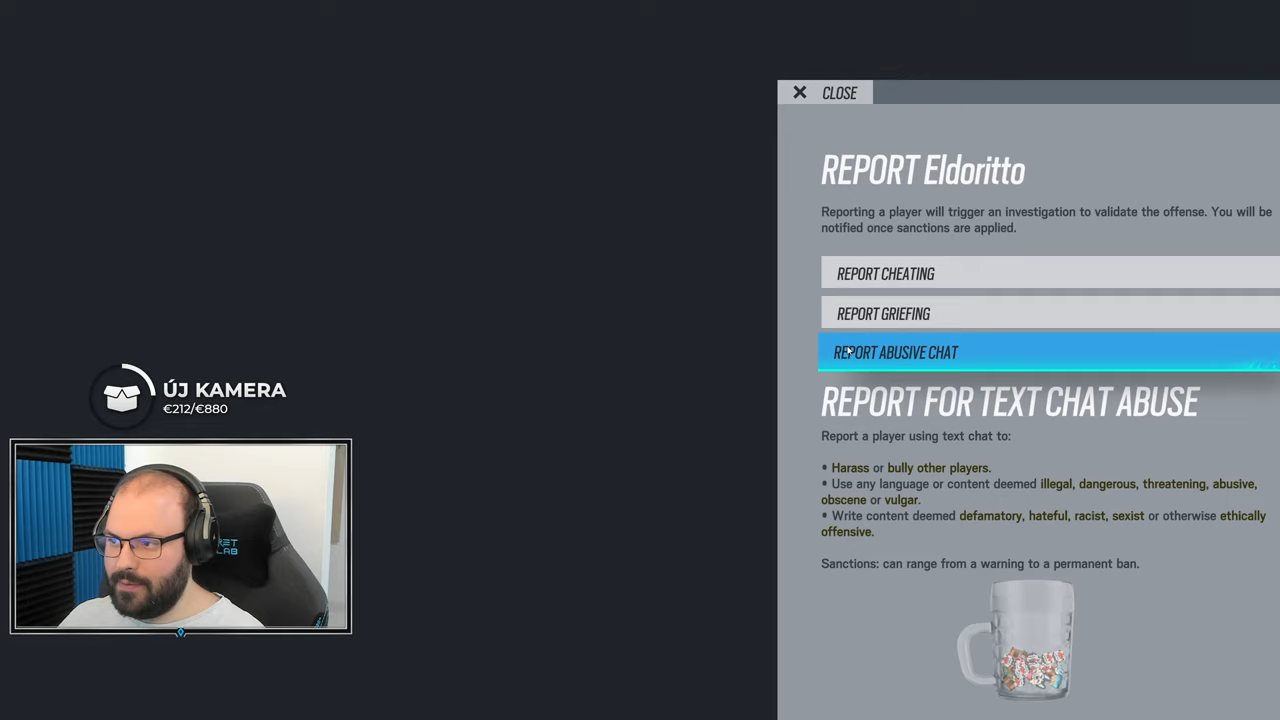 CLOSE
REPORT Eldoritto
Reporting a player will trigger an investigation to validate the offense. You will be
notified once sanctions are applied.
REPORT CHEATING
REPORT GRIEFING
REPORT ABUSIVE CHAT
REPORT FOR TEXT CHAT ABUSE
Report a player using text chat to:
• Harass or bully other players.
• Use any language or content deemed illegal, dangerous, threatening, abusive,
obscene or vulgar.
• Write content deemed defamatory, hateful, racist, sexist or otherwise ethically
offensive.
Sanctions: can range from a warning to a permanent ban.
ÚJ KAMERA
€212/€880
LAB